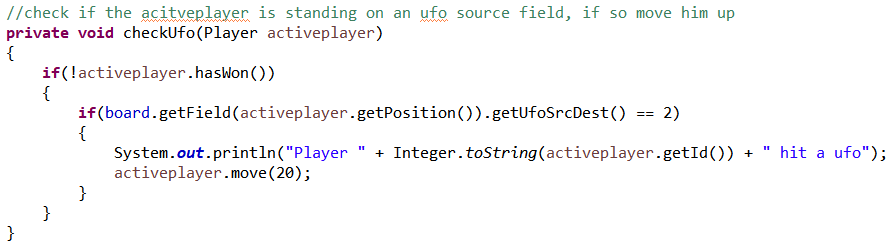 //check if the acitveplayer is standing on an ufo source field, if so move him up
private void checkUfo(Player activeplayer)
{
if(!activeplayer.hasWon())
{
if(board.getField(activeplayer.getPosition()).getUfoSrcDest() == 2)
{
System.out.println("Player " + Integer.toString(activeplayer.getId()) + " hit a ufo");
activeplayer.move(20);
}
}
}